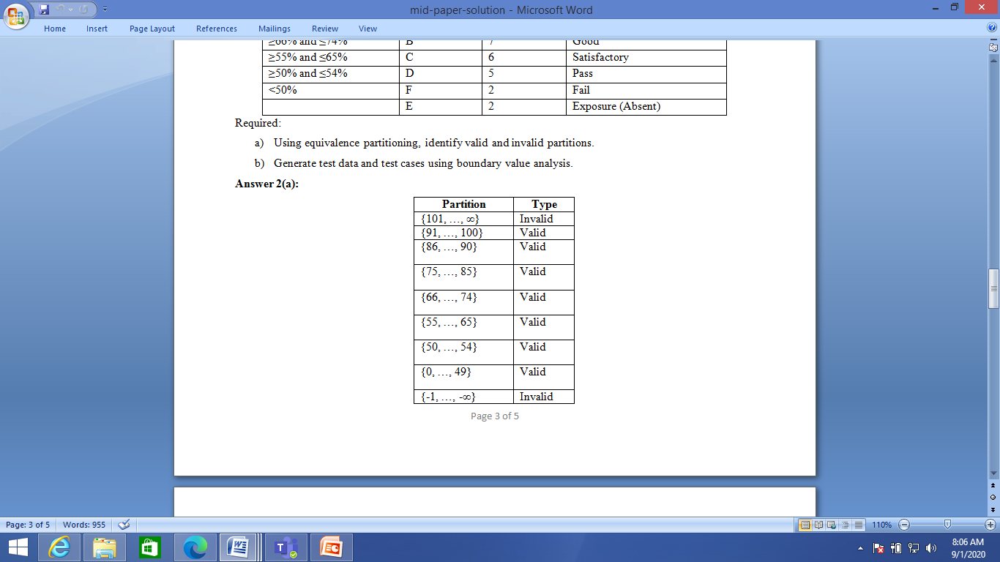 mid-paper-solution - Microsoft Word
Home Insert Page Layout References Mailings Review View
≥66% and ≤74% B 7 Good
≥55% and ≤65% C 6 Satisfactory
≥50% and ≤54% D 5 Pass
<50% F 2 Fail
E 2 Exposure (Absent)
Required:
a) Using equivalence partitioning, identify valid and invalid partitions.
b) Generate test data and test cases using boundary value analysis.
Answer 2(a):
Partition Type
{101, …, ∞} Invalid
{91, …, 100} Valid
{86, …, 90} Valid
{75, …, 85} Valid
{66, …, 74} Valid
{55, …, 65} Valid
{50, …, 54} Valid
{0, …, 49} Valid
{-1, …, -∞} Invalid
Page 3 of 5
Page: 3 of 5 Words: 955 110%
8:06 AM
9/1/2020